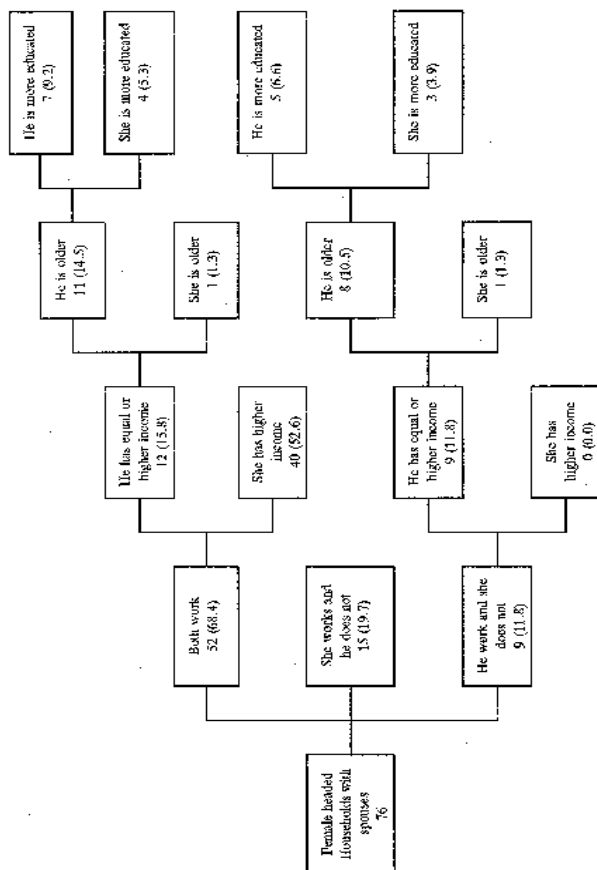 Female headed
Households with
spouses
76
Both work
52 (68.4)
She works and
he does not
15 (19.7)
He work and she
does not
9 (11.8)
He has equal or
higher income
12 (15.8)
She has higher
income
40 (52.6)
He has equal or
higher income
9 (11.8)
She has
higher income
0 (0.0)
He is older
11 (14.5)
She is older
1 (1.3)
He is older
8 (10.5)
She is older
1 (1.3)
He is more educated
7 (9.2)
She is more educated
4 (5.3)
He is more educated
5 (6.6)
She is more educated
3 (3.9)